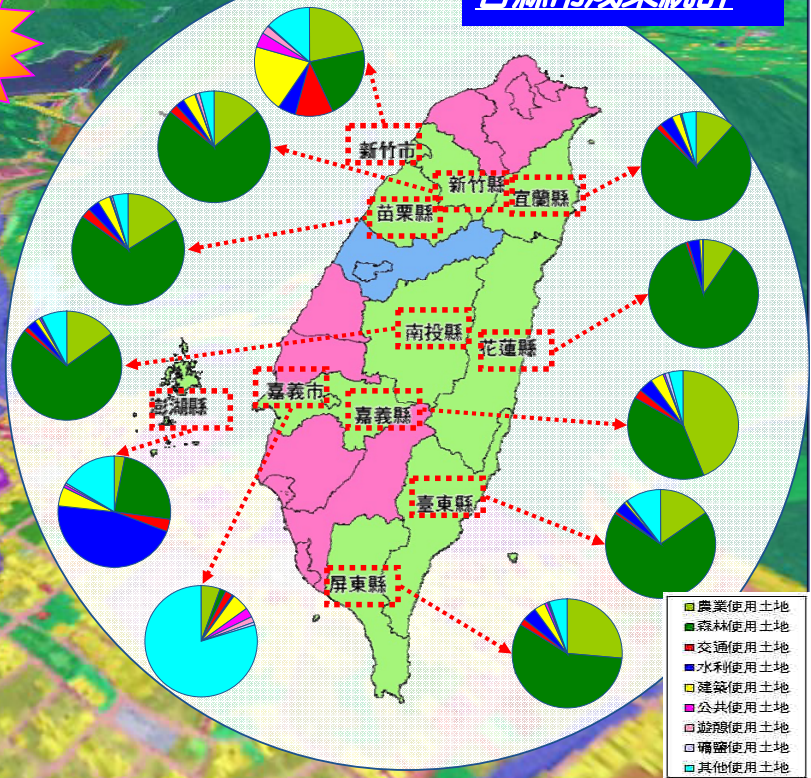 新竹市
新竹縣
宜蘭縣
苗栗縣
南投縣
花蓮縣
嘉義市
澎湖縣
嘉義縣
臺東縣
屏東縣
農業使用土地
森林使用土地
交通使用土地
水利使用土地
建築使用土地
公共使用土地
遊憩使用土地
礦鹽使用土地
其他使用土地